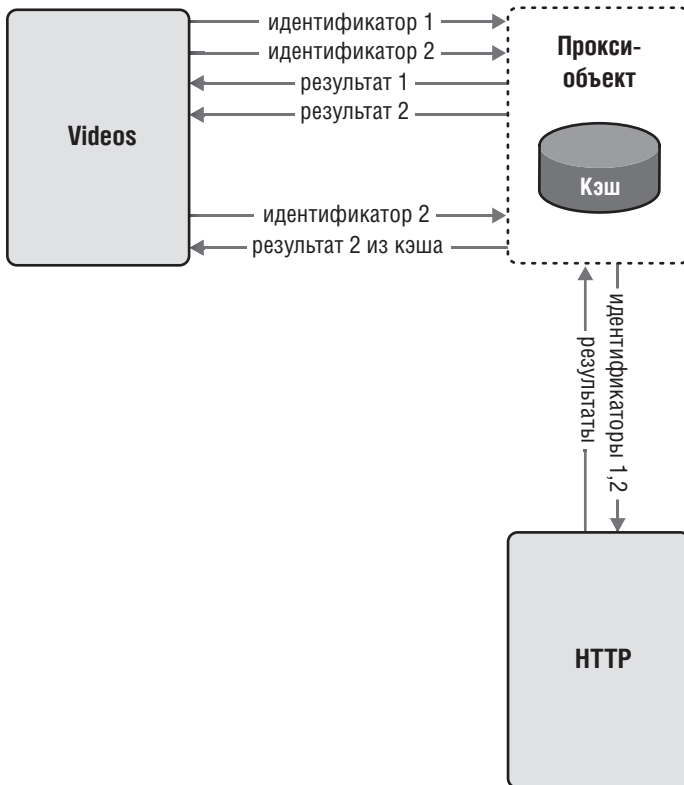 идентификатор 1
идентификатор 2
результат 1
результат 2
Videos
Прокси-
объект
Кэш
идентификатор 2
результат 2 из кэша
результаты
идентификаторы 1,2
HTTP